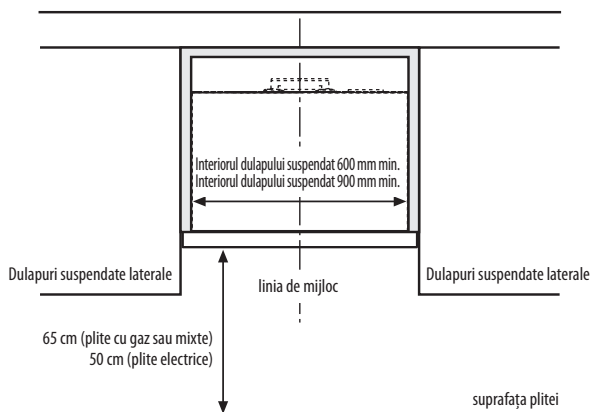 Interiorul dulapului suspendat 600 mm min.
Interiorul dulapului suspendat 900 mm min.
Dulapuri suspendate laterale
linia de mijloc
Dulapuri suspendate laterale
65 cm (plite cu gaz sau mixte)
50 cm (plite electrice)
suprafața plitei